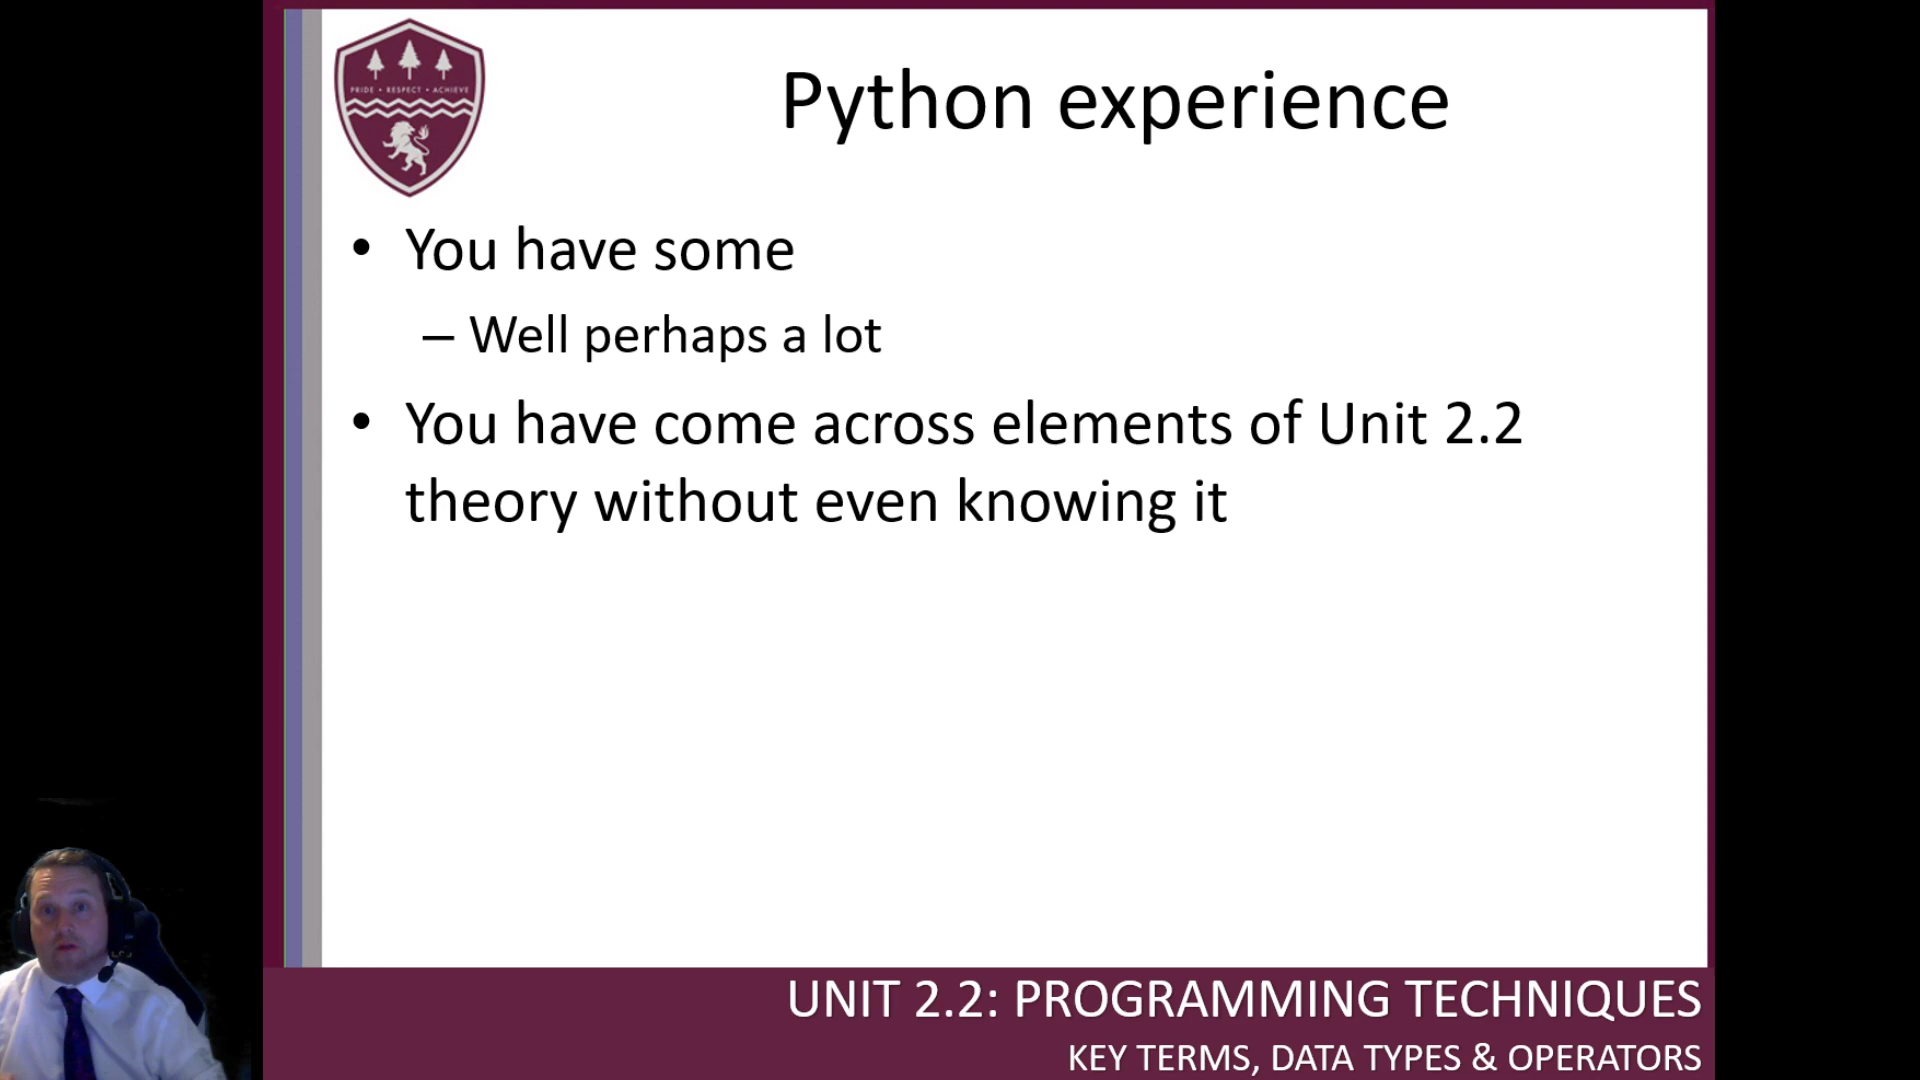 PRIDE • RESPECT • ACHIEVE
Python experience
• You have some
– Well perhaps a lot
• You have come across elements of Unit 2.2
theory without even knowing it
UNIT 2.2: PROGRAMMING TECHNIQUES
KEY TERMS, DATA TYPES & OPERATORS